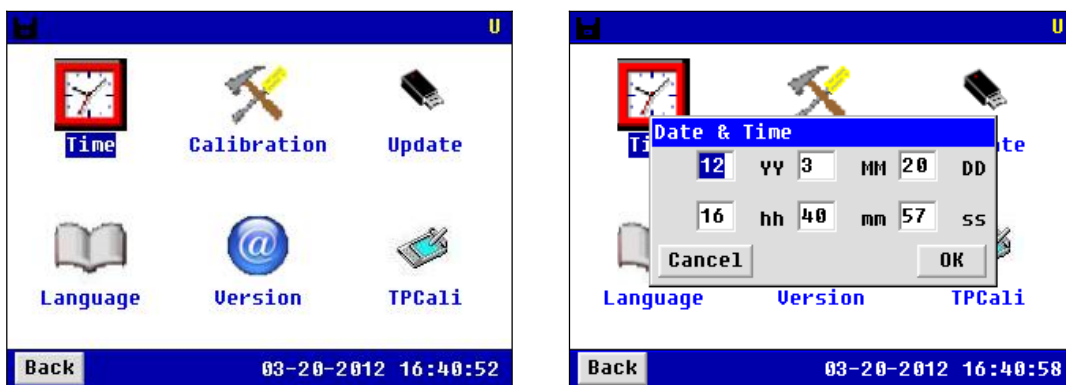 U
Time Calibration Update
Language Version TPCali
Back 03-20-2012 16:40:52
U
Ti te
Date & Time
12 YY 3 MM 20 DD
16 hh 40 mm 57 ss
Cancel OK
Language Version TPCali
Back 03-20-2012 16:40:58